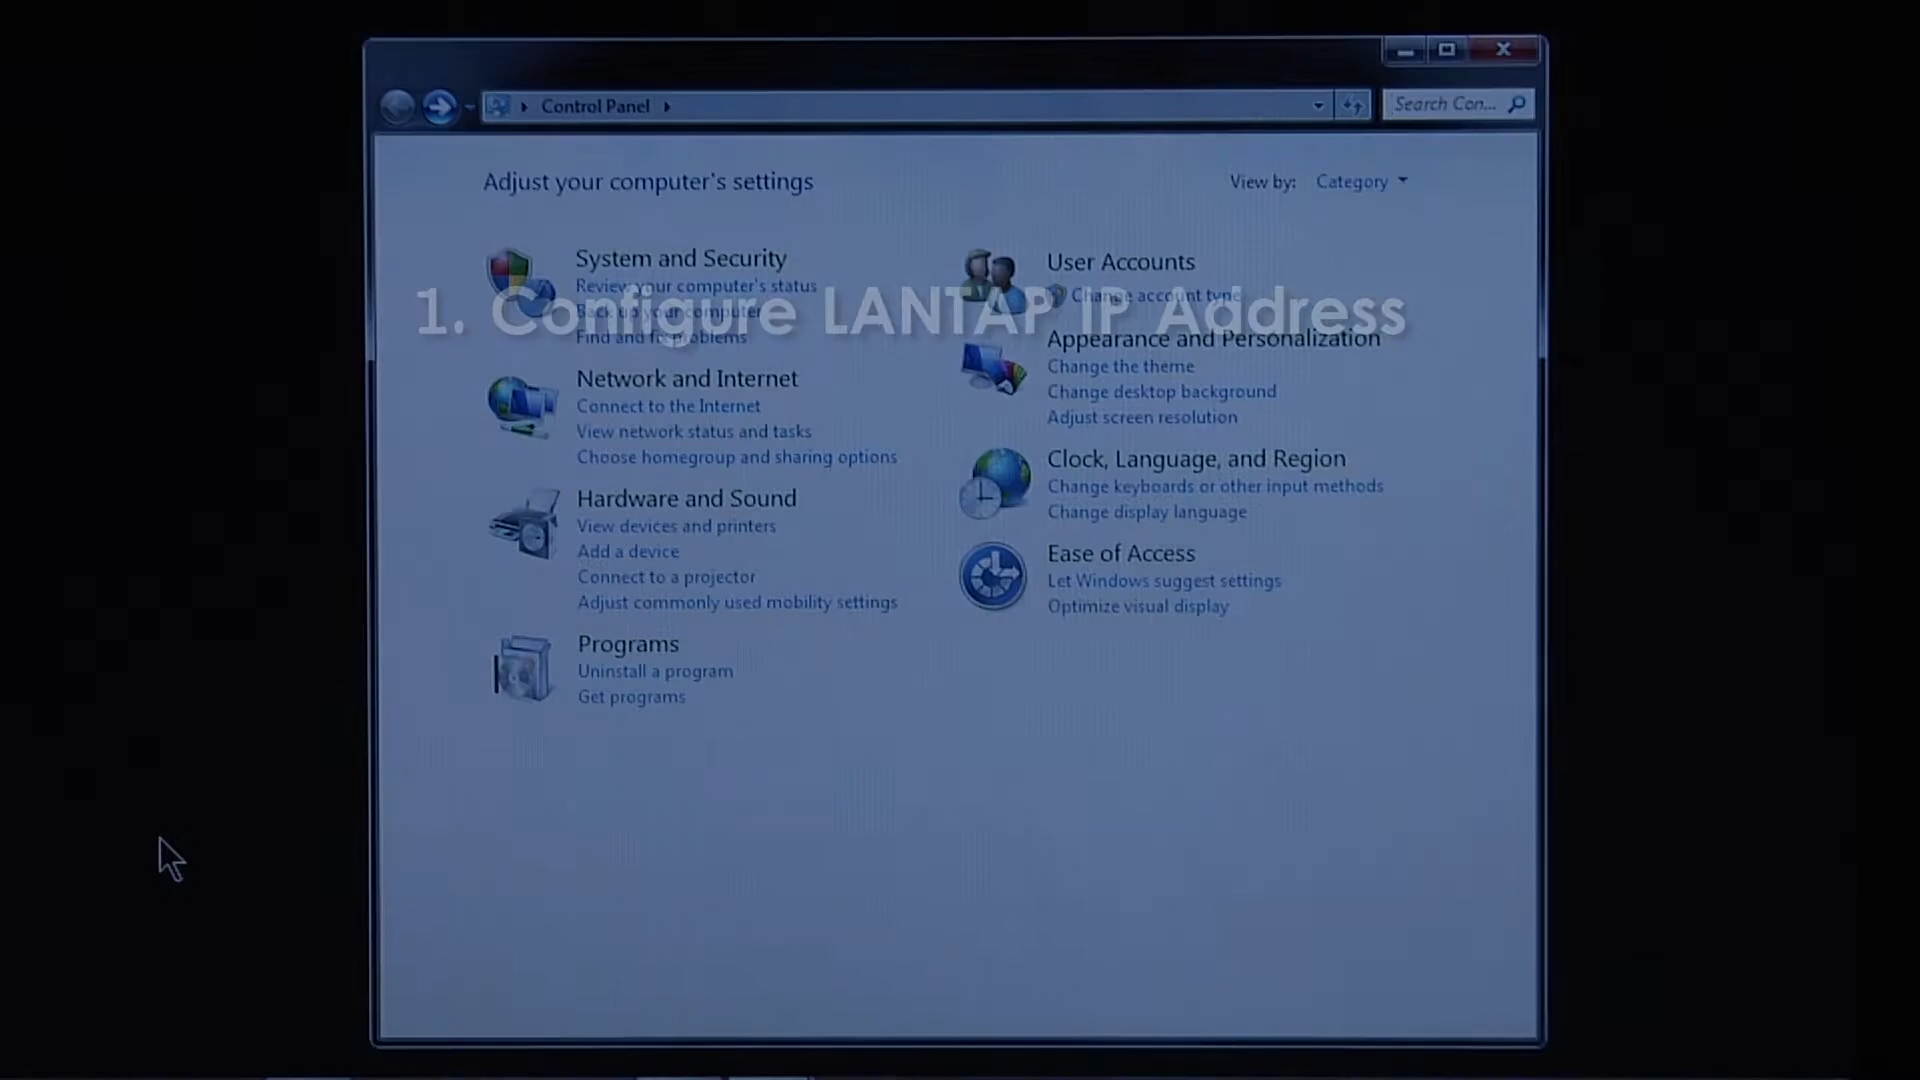 Control Panel
Search Con...
Adjust your computer's settings
View by: Category
System and Security
Review your computer's status
Back up your computer
Find and fix problems
1. Configure LANTAP IP Address
Network and Internet
Connect to the Internet
View network status and tasks
Choose homegroup and sharing options
Hardware and Sound
View devices and printers
Add a device
Connect to a projector
Adjust commonly used mobility settings
Programs
Uninstall a program
Get programs
User Accounts
Change account type
Appearance and Personalization
Change the theme
Change desktop background
Adjust screen resolution
Clock, Language, and Region
Change keyboards or other input methods
Change display language
Ease of Access
Let Windows suggest settings
Optimize visual display